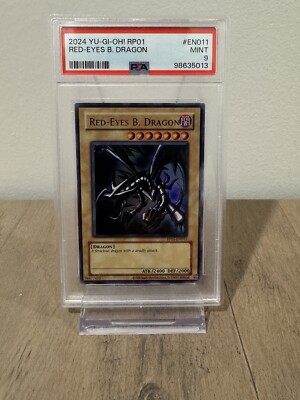 2024 YU-GI-OH! RP01 #EN011
RED-EYES B. DRAGON MINT
9
PSA 98635013
RED-EYES B. DRAGON
[DRAGON]
A ferocious dragon with a deadly attack.
ATK/2400 DEF/2000